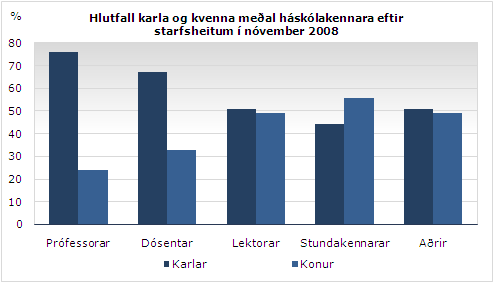 Hlutfall karla og kvenna meðal háskólakennara eftir
starfsheitum í nóvember 2008
%
80
70
60
50
40
30
20
10
0
Prófessorar Dósentar Lektorar Stundakennarar Aðrir
Karlar Konur